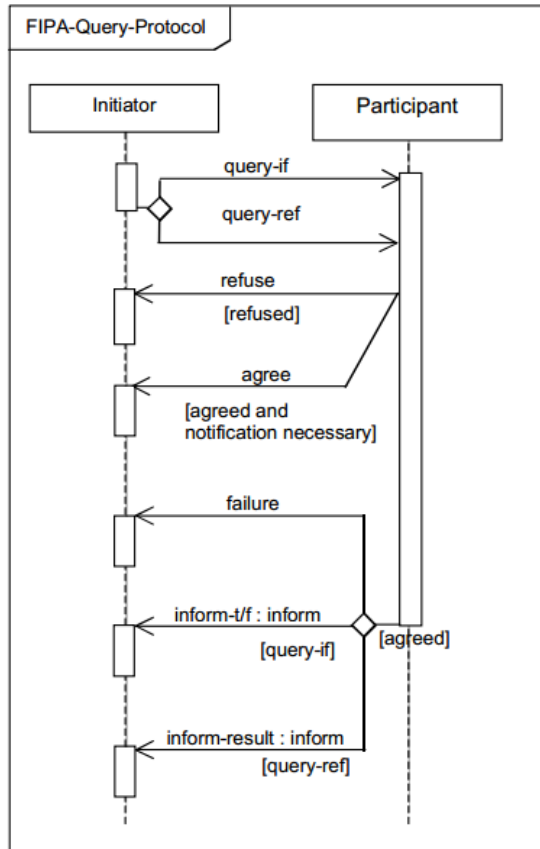 FIPA-Query-Protocol
Initiator
Participant
query-if
query-ref
refuse
[refused]
agree
[agreed and
notification necessary]
failure
inform-t/f : inform
[query-if]
[agreed]
inform-result : inform
[query-ref]